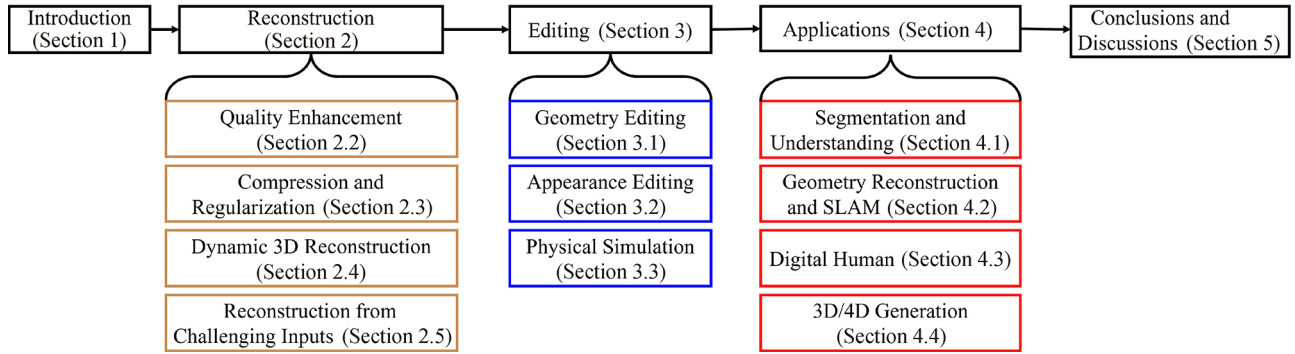 Introduction
(Section 1)
Reconstruction
(Section 2)
Editing (Section 3)
Applications (Section 4)
Conclusions and
Discussions (Section 5)
Quality Enhancement
(Section 2.2)
Compression and
Regularization (Section 2.3)
Dynamic 3D Reconstruction
(Section 2.4)
Reconstruction from
Challenging Inputs (Section 2.5)
Geometry Editing
(Section 3.1)
Appearance Editing
(Section 3.2)
Physical Simulation
(Section 3.3)
Segmentation and
Understanding (Section 4.1)
Geometry Reconstruction
and SLAM (Section 4.2)
Digital Human (Section 4.3)
3D/4D Generation
(Section 4.4)